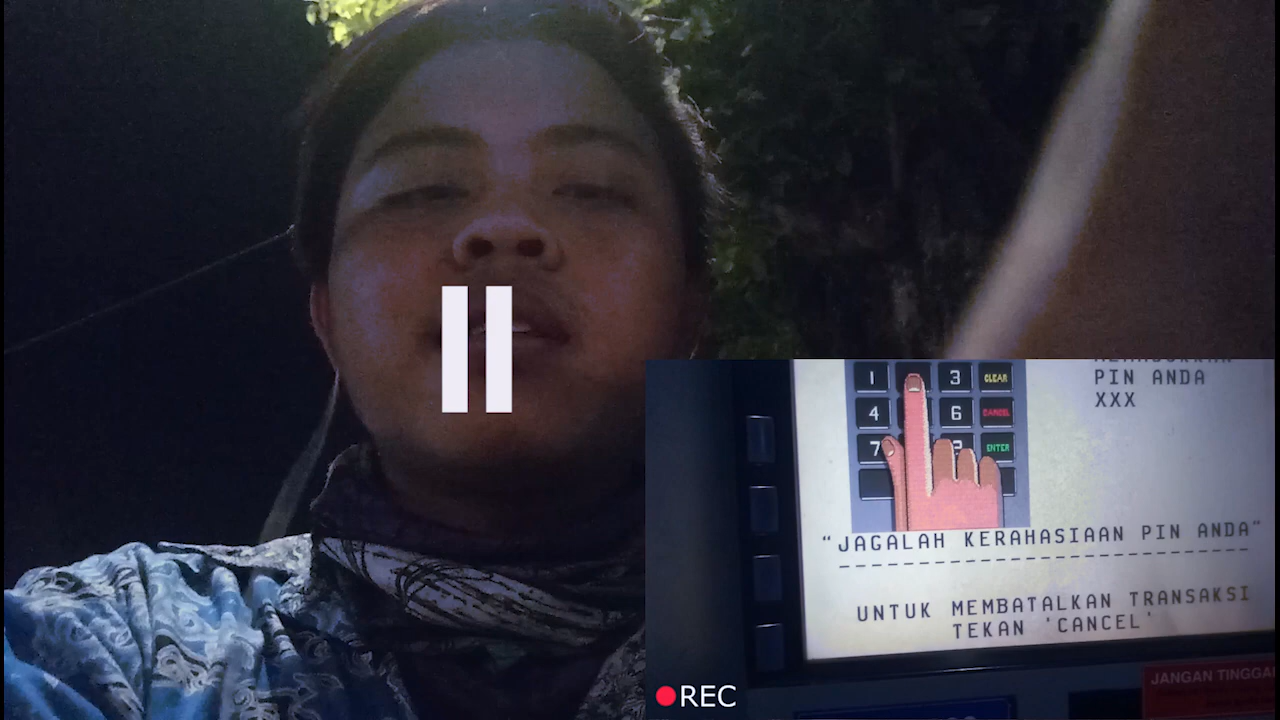 PIN ANDA
XXX
1 3 CLEAR
4 6 CANCEL
7 ENTER
“JAGALAH KERAHASIAAN PIN ANDA“
UNTUK MEMBATALKAN TRANSAKSI
TEKAN 'CANCEL'
JANGAN TINGGA
REC